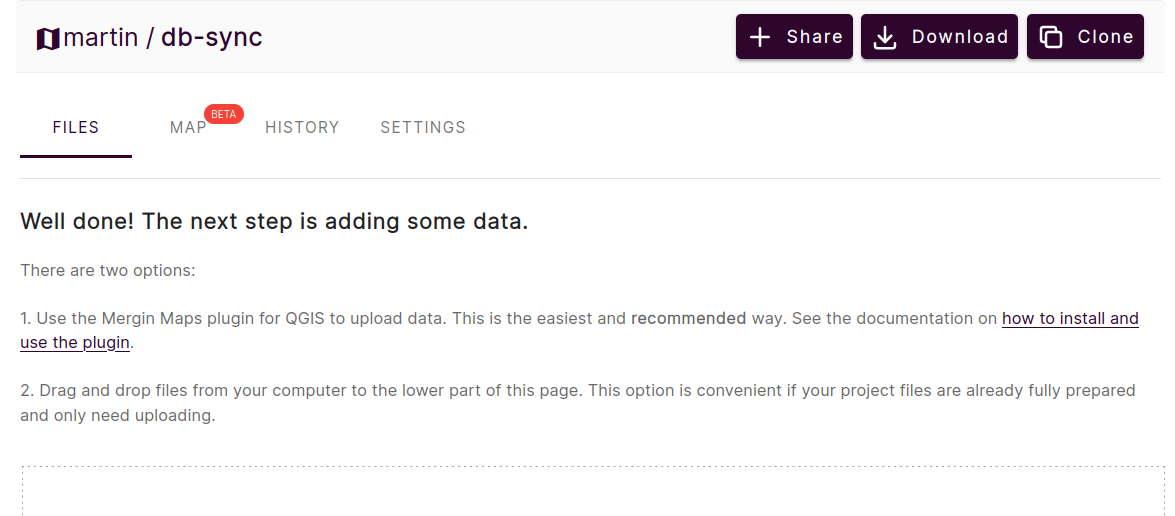 martin / db-sync
Share
Download
Clone
FILES
MAP
BETA
HISTORY
SETTINGS
Well done! The next step is adding some data.
There are two options:
1. Use the Mergin Maps plugin for QGIS to upload data. This is the easiest and recommended way. See the documentation on how to install and
use the plugin.
2. Drag and drop files from your computer to the lower part of this page. This option is convenient if your project files are already fully prepared
and only need uploading.